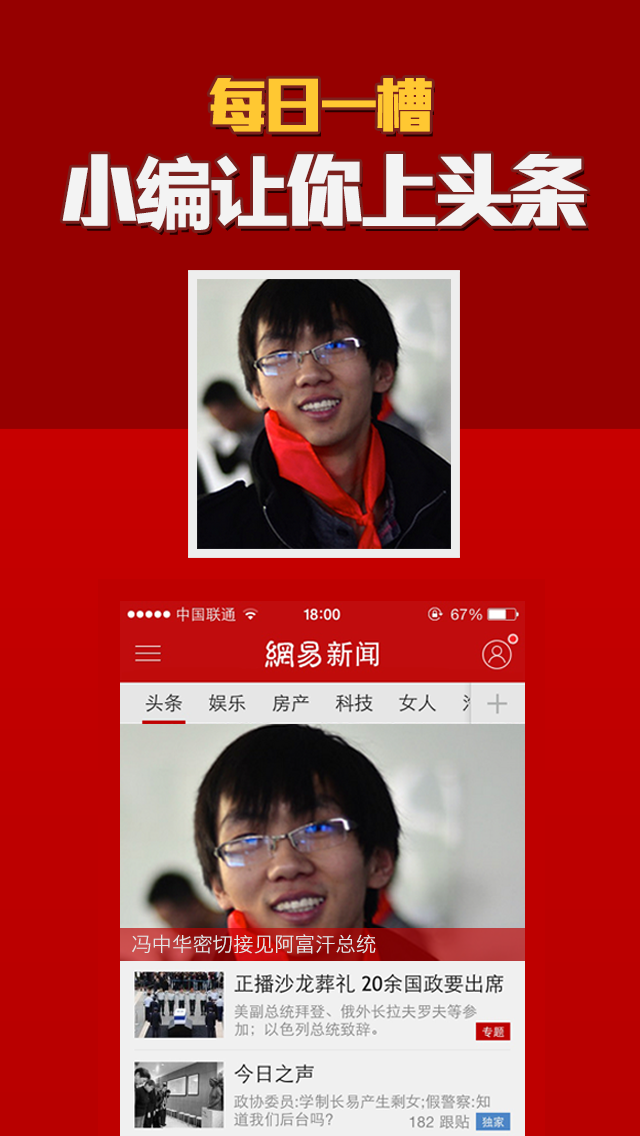 每日一槽
小编让你上头条
中国联通 18:00 67%
網易新闻
头条 娱乐 房产 科技 女人
冯中华密切接见阿富汗总统
正播沙龙葬礼 20余国政要出席
美副总统拜登、俄外长拉夫罗夫等参
加；以色列总统致辞。
专题
今日之声
政协委员:学制长易产生剩女;假警察:知
道我们后台吗?
182 跟贴 独家